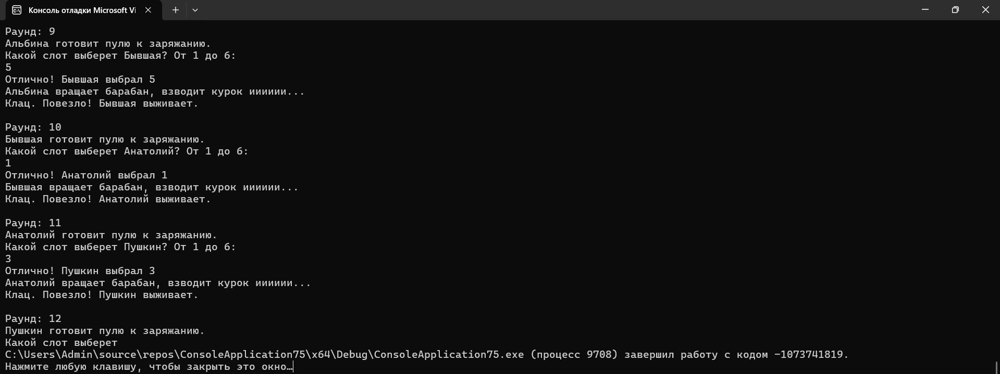 Консоль отладки Microsoft Vi
Раунд: 9
Альбина готовит пулю к заряжанию.
Какой слот выберет Бывшая? От 1 до 6:
5
Отлично! Бывшая выбрал 5
Альбина вращает барабан, взводит курок ииииии...
Клац. Повезло! Бывшая выживает.
Раунд: 10
Бывшая готовит пулю к заряжанию.
Какой слот выберет Анатолий? От 1 до 6:
1
Отлично! Анатолий выбрал 1
Бывшая вращает барабан, взводит курок ииииии...
Клац. Повезло! Анатолий выживает.
Раунд: 11
Анатолий готовит пулю к заряжанию.
Какой слот выберет Пушкин? От 1 до 6:
3
Отлично! Пушкин выбрал 3
Анатолий вращает барабан, взводит курок ииииии...
Клац. Повезло! Пушкин выживает.
Раунд: 12
Пушкин готовит пулю к заряжанию.
Какой слот выберет
C:\Users\Admin\source\repos\ConsoleApplication75\x64\Debug\ConsoleApplication75.exe (процесс 9708) завершил работу с кодом -1073741819.
Нажмите любую клавишу, чтобы закрыть это окно…